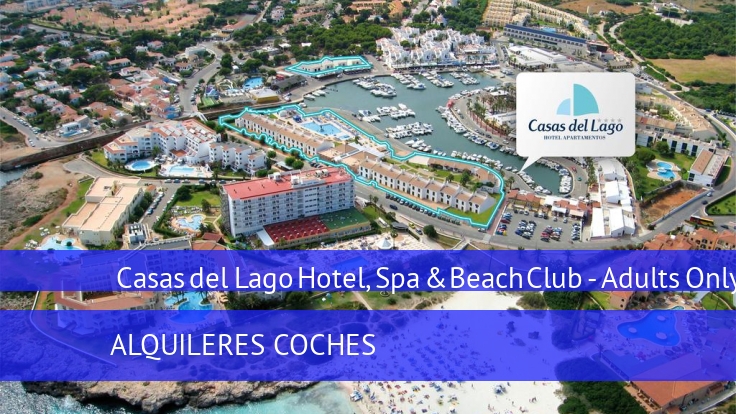 Casas del Lago
HOTEL APARTAMENTOS
Casas del Lago Hotel, Spa & Beach Club - Adults Only
ALQUILERES COCHES